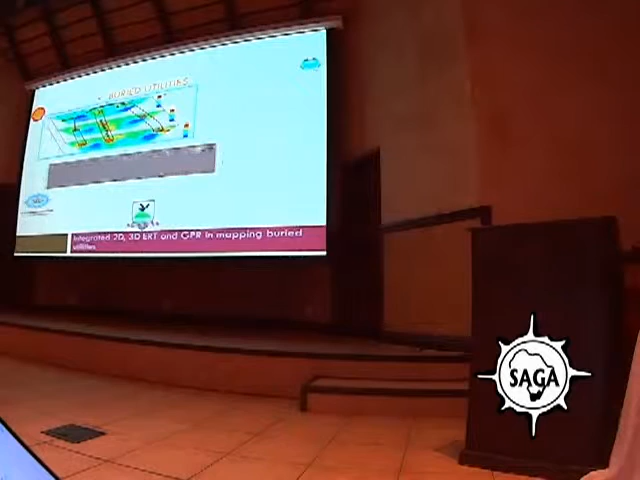 BURIED UTILITIES
Integrated 2D, 3D ERT and GPR in mapping buried
utilities
SAGA